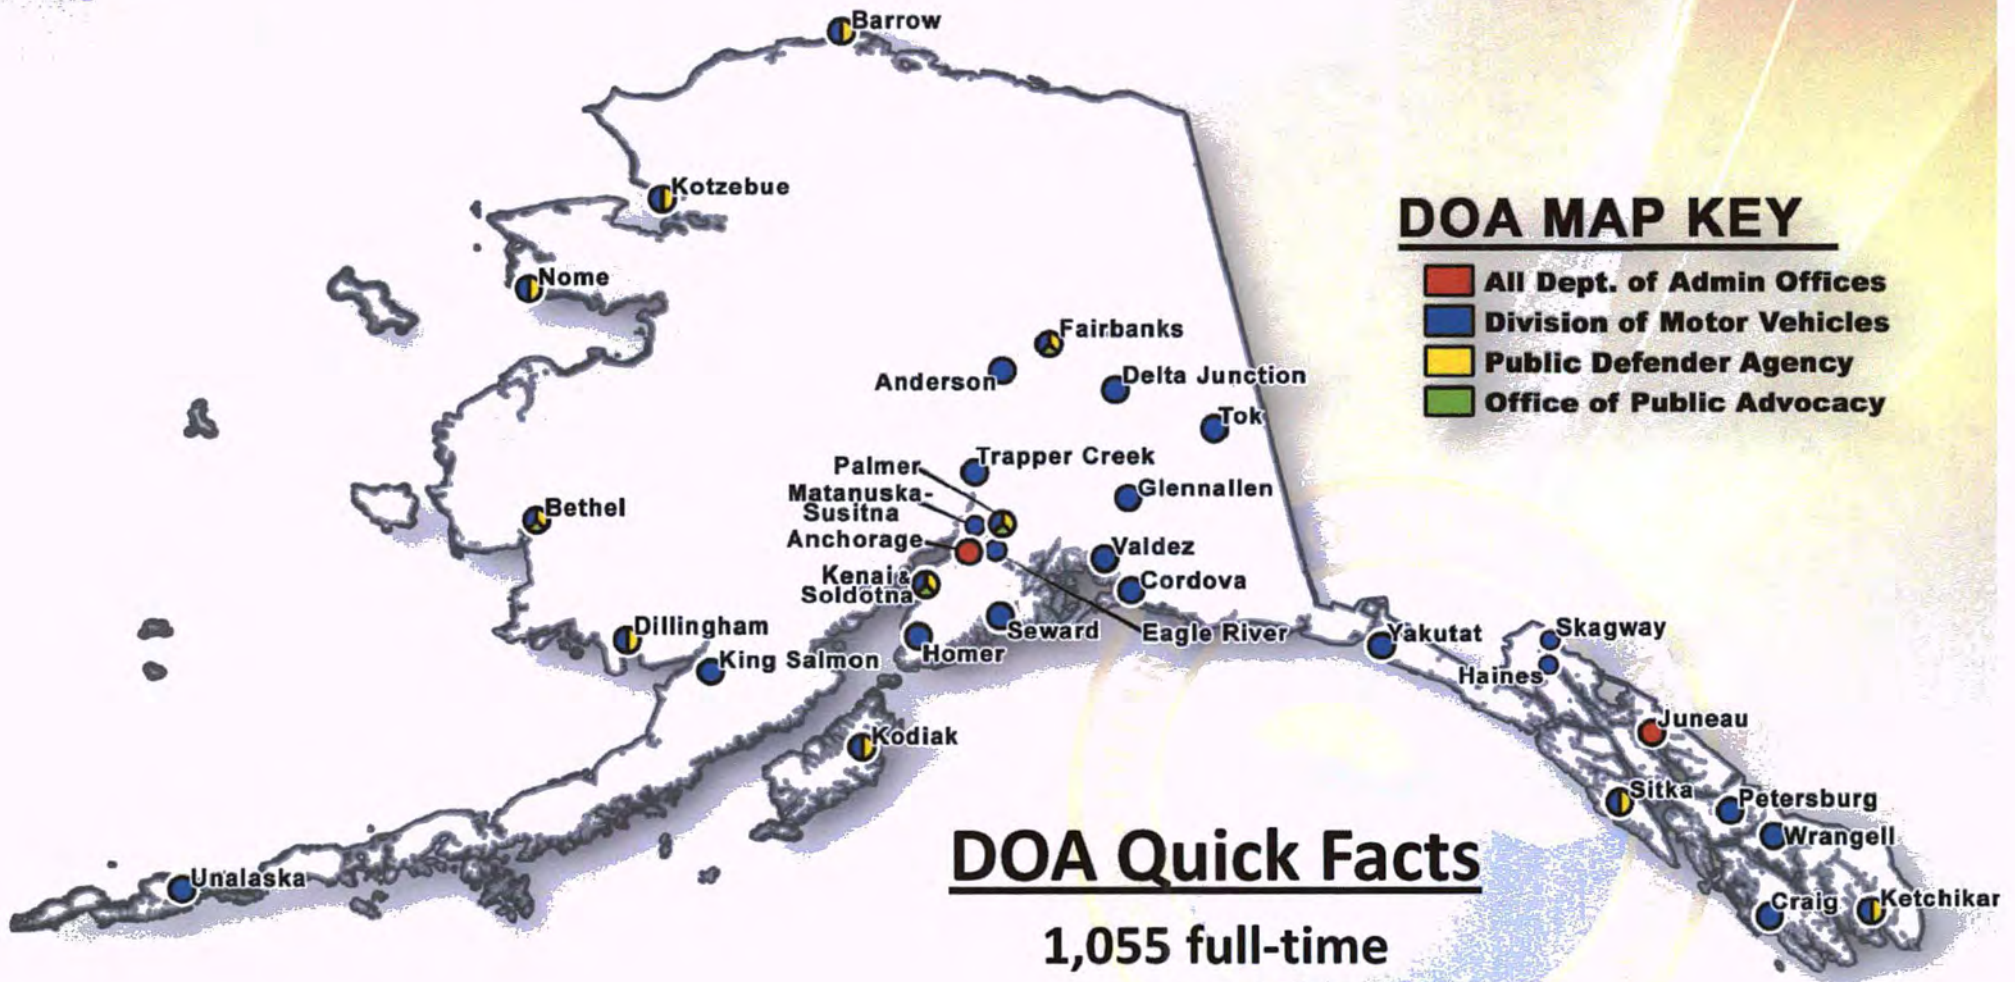 Barrow
Kotzebue
Nome
Fairbanks
Anderson
Delta Junction
Tok
Trapper Creek
Palmer
Glennallen
Matanuska-
Susitna
Bethel
Anchorage
Valdez
Cordova
Kenai &
Soldotna
Dillingham
Seward
Eagle River
Homer
King Salmon
Yakutat
Skagway
Haines
Kodiak
Juneau
Sitka
Petersburg
Wrangell
Unalaska
Craig
Ketchikar
DOA MAP KEY
All Dept. of Admin Offices
Division of Motor Vehicles
Public Defender Agency
Office of Public Advocacy
DOA Quick Facts
1,055 full-time